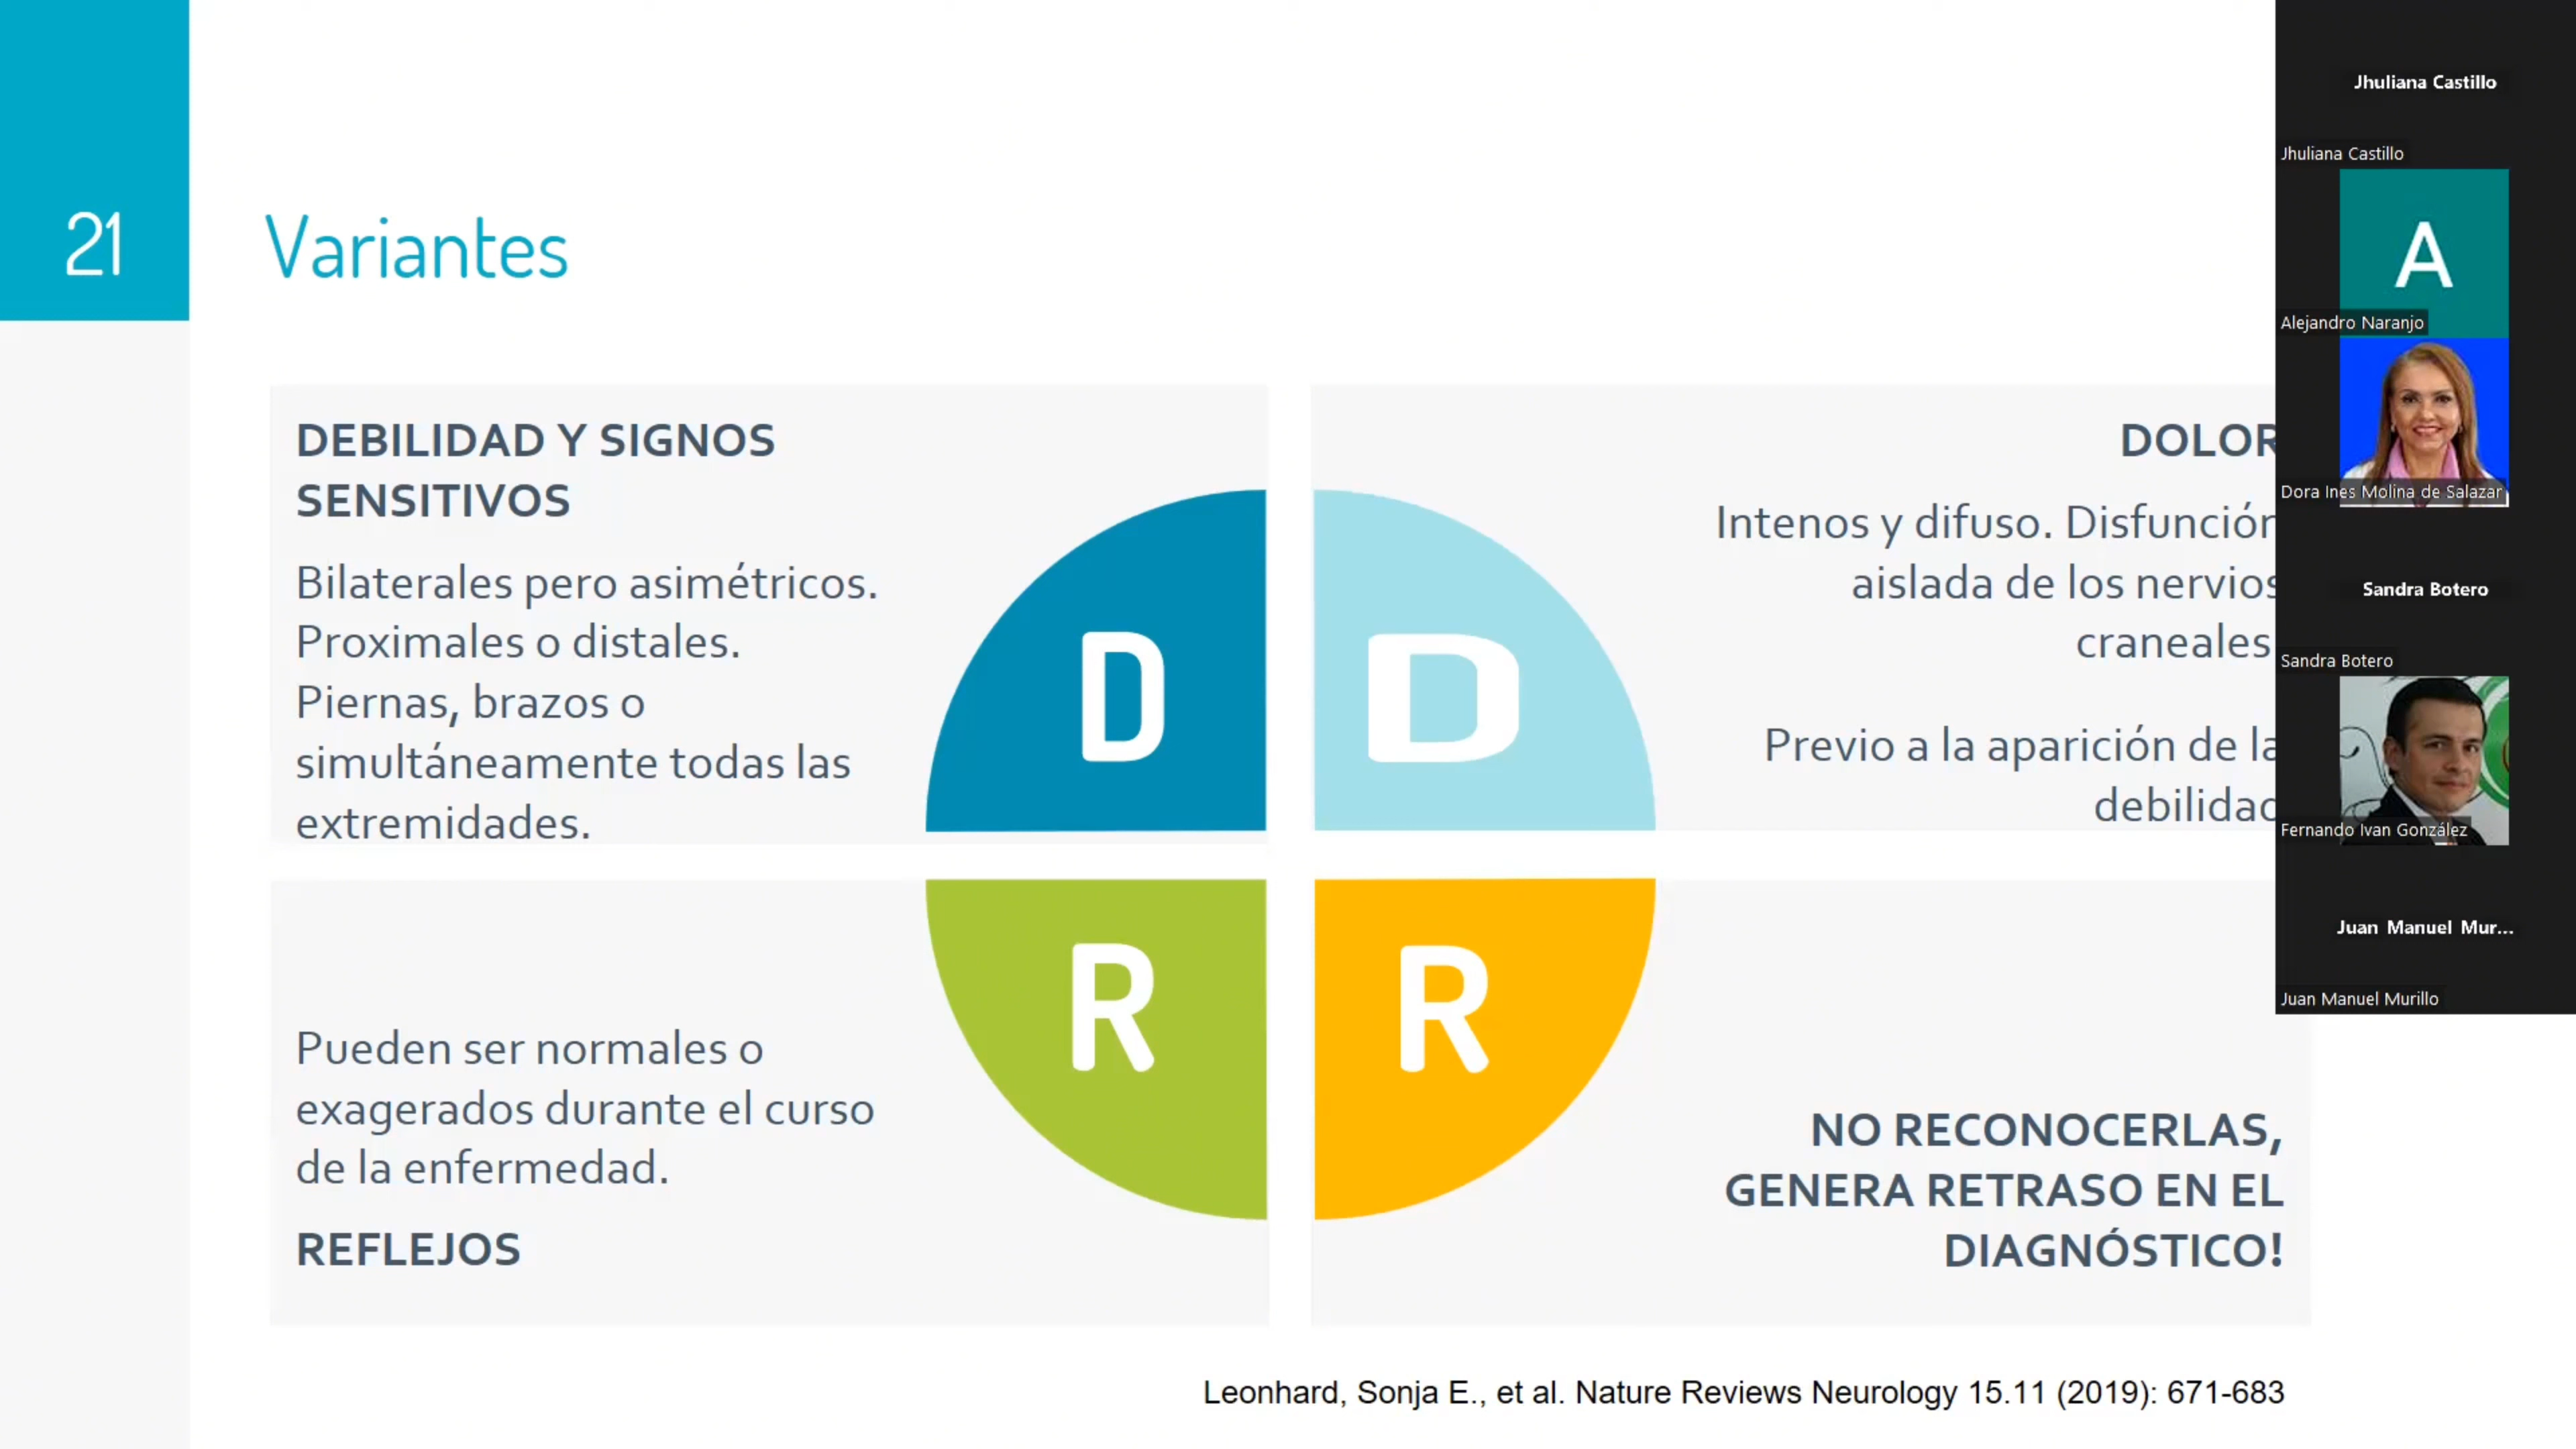 21
Variantes
DEBILIDAD Y SIGNOS
SENSITIVOS
Bilaterales pero asimétricos.
Proximales o distales.
Piernas, brazos o
simultáneamente todas las
extremidades.
D
D
DOLOR
Intenos y difuso. Disfunción
aislada de los nervios
craneales
Previo a la aparición de la
debilidad
R
Pueden ser normales o
exagerados durante el curso
de la enfermedad.
REFLEJOS
R
NO RECONOCERLAS,
GENERA RETRASO EN EL
DIAGNÓSTICO!
Leonhard, Sonja E., et al. Nature Reviews Neurology 15.11 (2019): 671-683
Jhuliana Castillo
Jhuliana Castillo
A
Alejandro Naranjo
Dora Ines Molina de Salazar
Sandra Botero
Sandra Botero
Fernando Ivan González
Juan Manuel Mur...
Juan Manuel Murillo